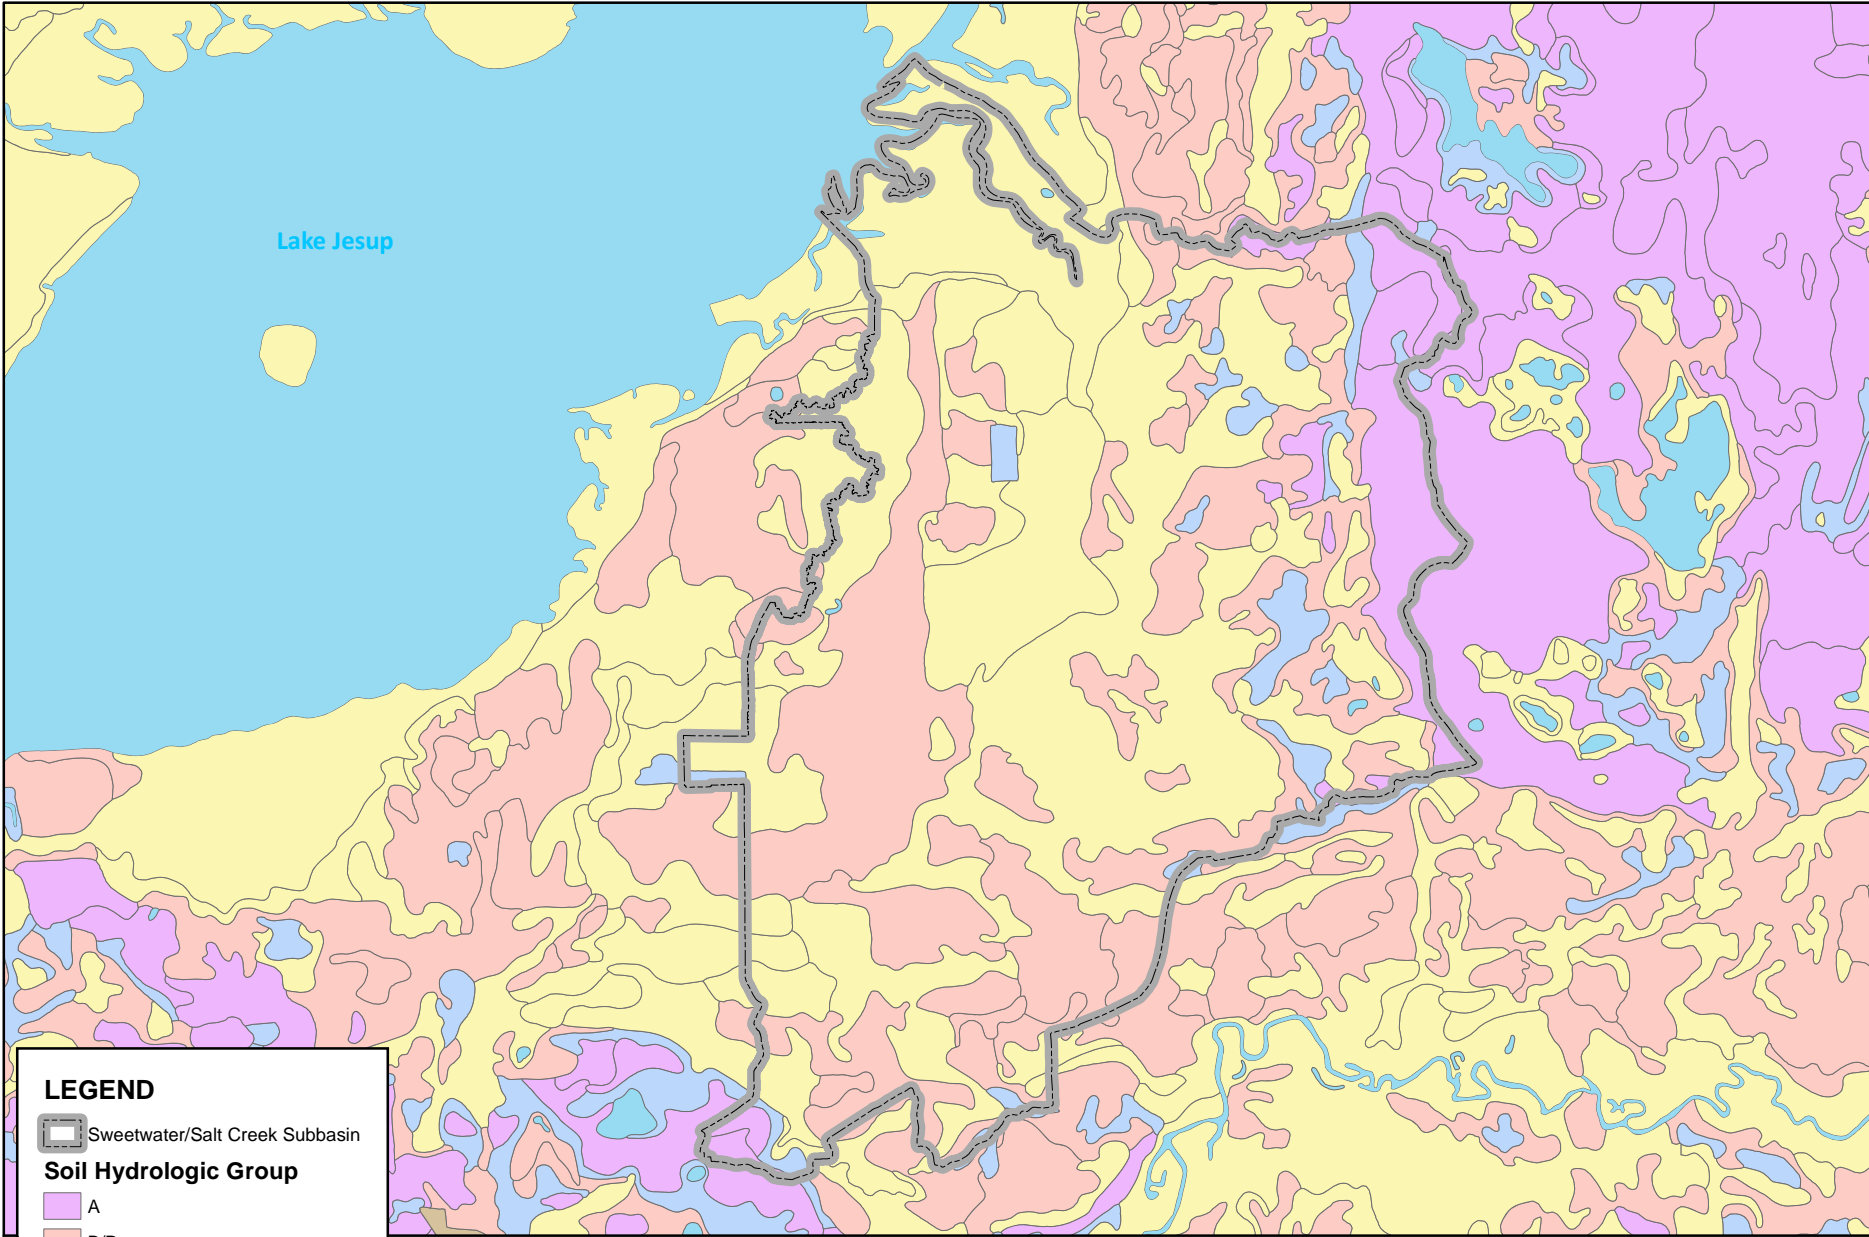 Lake Jesup
LEGEND
Sweetwater/Salt Creek Subbasin
Soil Hydrologic Group
A